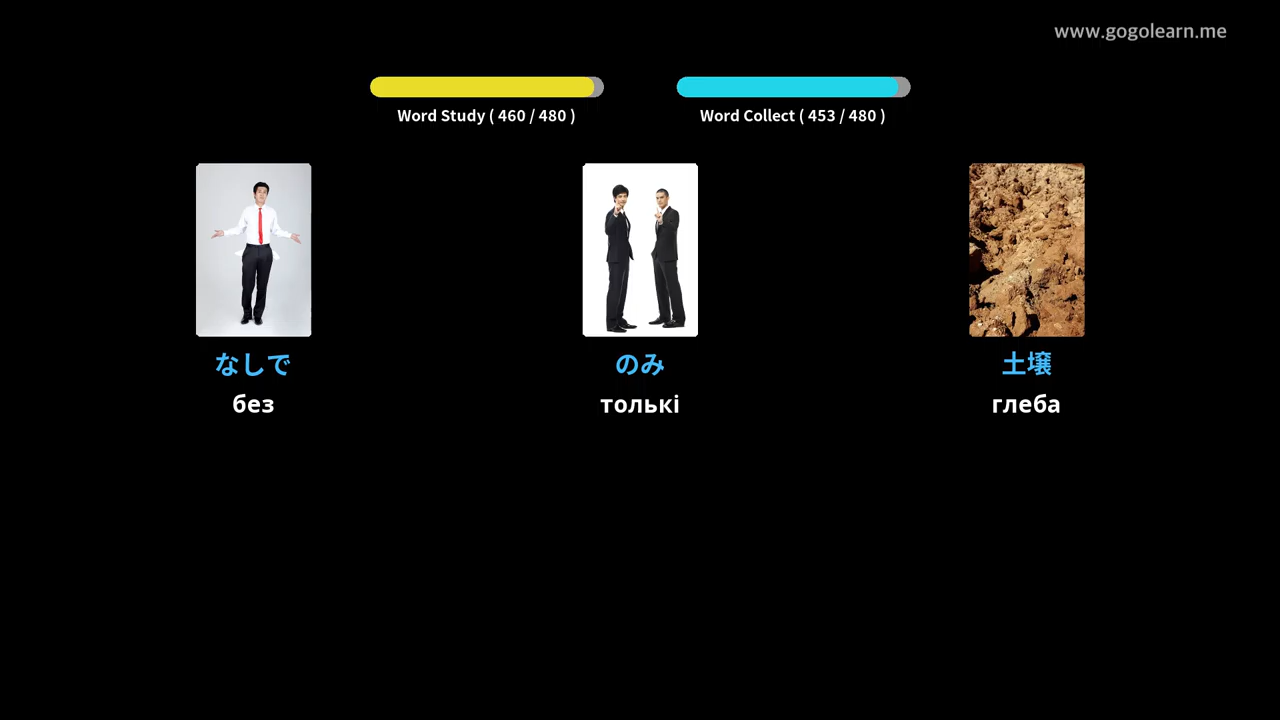 www.gogolearn.me
Word Study ( 460 / 480 )
Word Collect ( 453 / 480 )
なしで
のみ
土壌
без
толькі
глеба